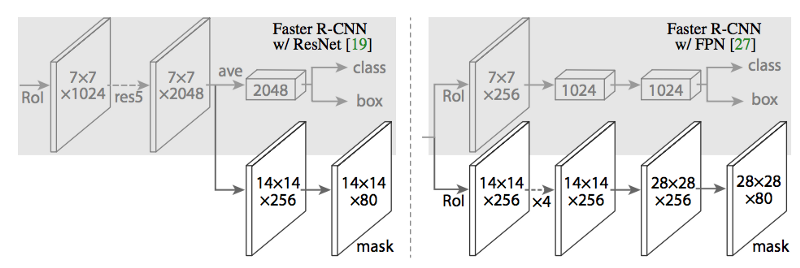 Faster R-CNN
w/ ResNet [19]
RoI
7×7
×1024
res5
7×7
×2048
ave
2048
class
box
14×14
×256
14×14
×80
mask
Faster R-CNN
w/ FPN [27]
RoI
7×7
×256
1024
1024
class
box
RoI
14×14
×256
×4
14×14
×256
28×28
×256
28×28
×80
mask